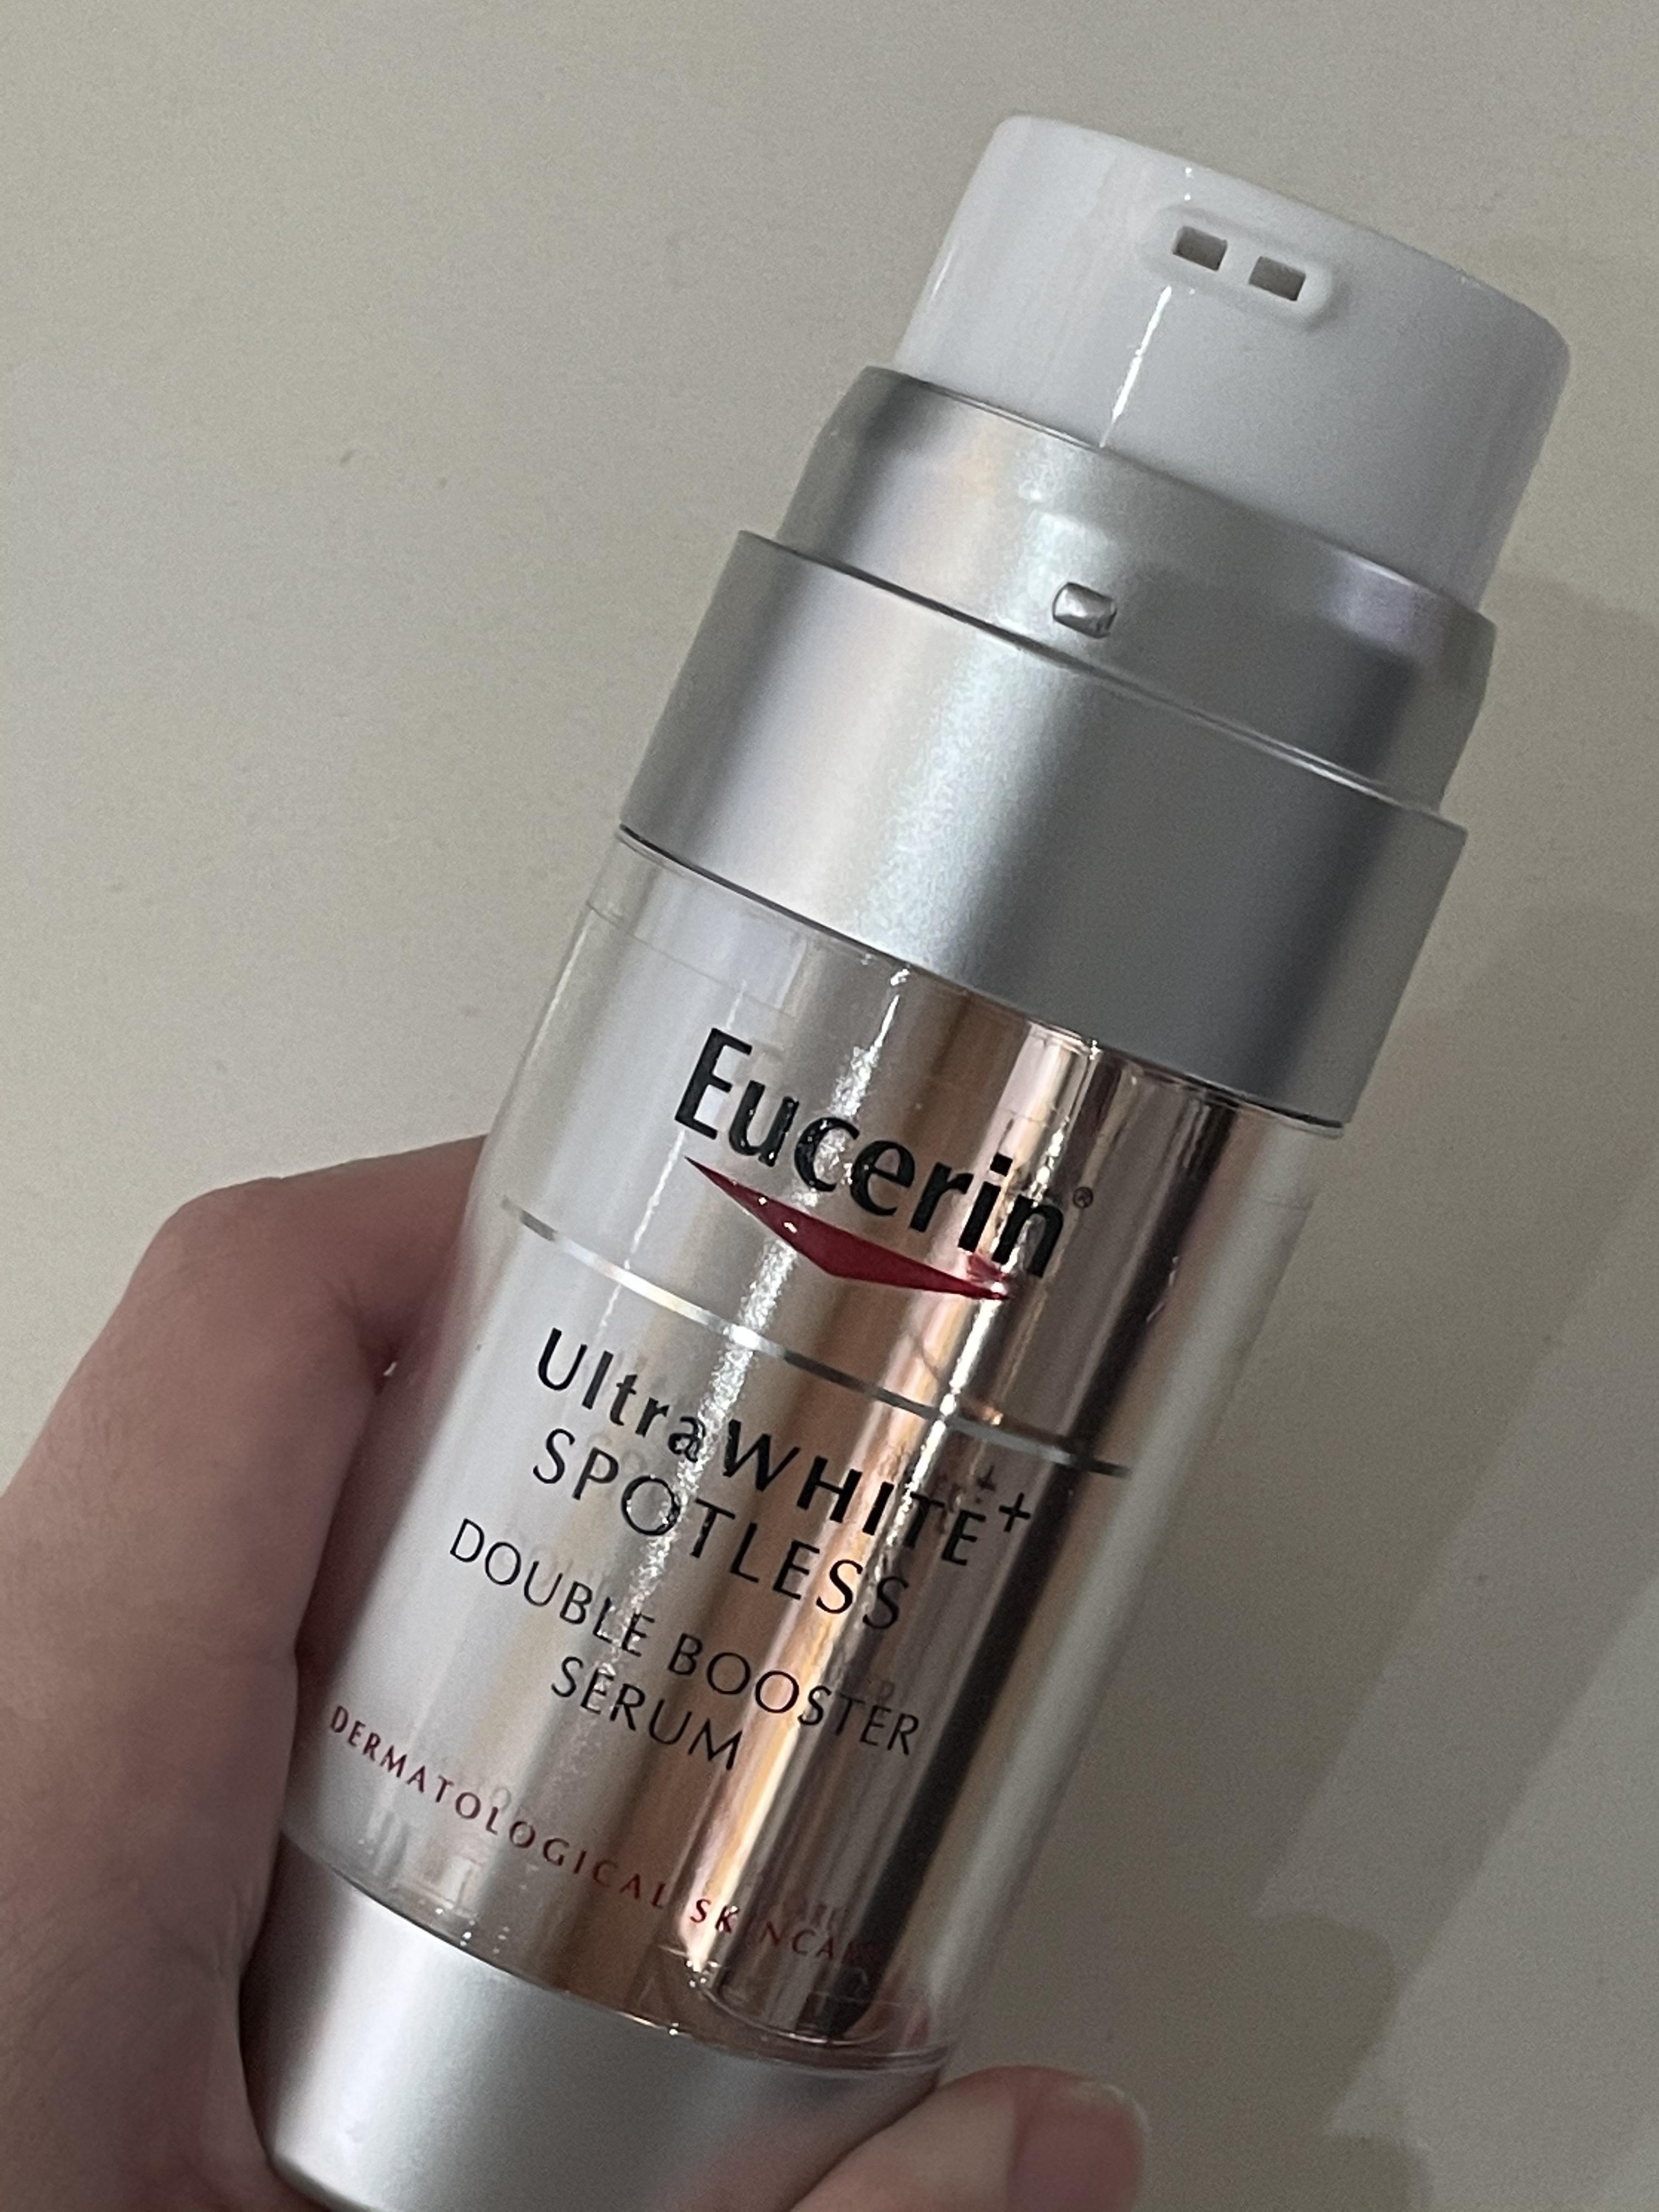 Eucerin®
UltraWHITE+
SPOTLESS
DOUBLE BOOSTER
SERUM
DERMATOLOGICAL SKINCARE